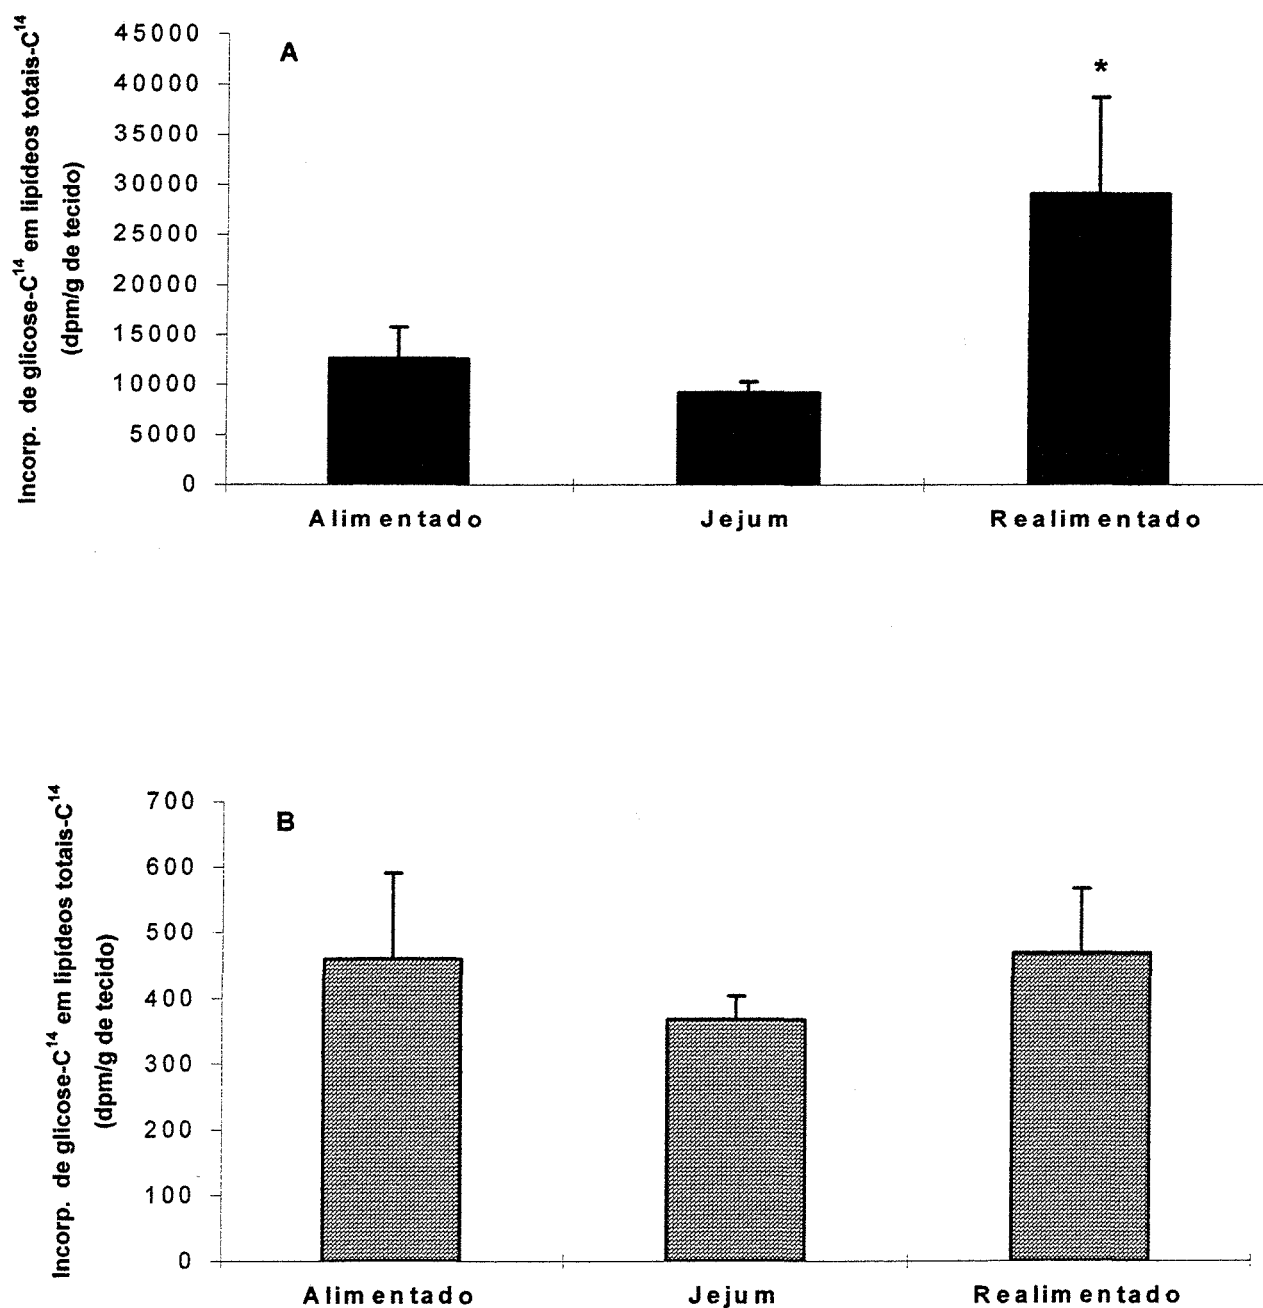 Incorp. de glicose-C¹⁴ em lipídeos totais-C¹⁴
(dpm/g de tecido)
A
45000
40000
35000
30000
25000
20000
15000
10000
5000
0
*
Alimentado
Jejum
Realimentado
Incorp. de glicose-C¹⁴ em lipídeos totais-C¹⁴
(dpm/g de tecido)
B
700
600
500
400
300
200
100
0
Alimentado
Jejum
Realimentado